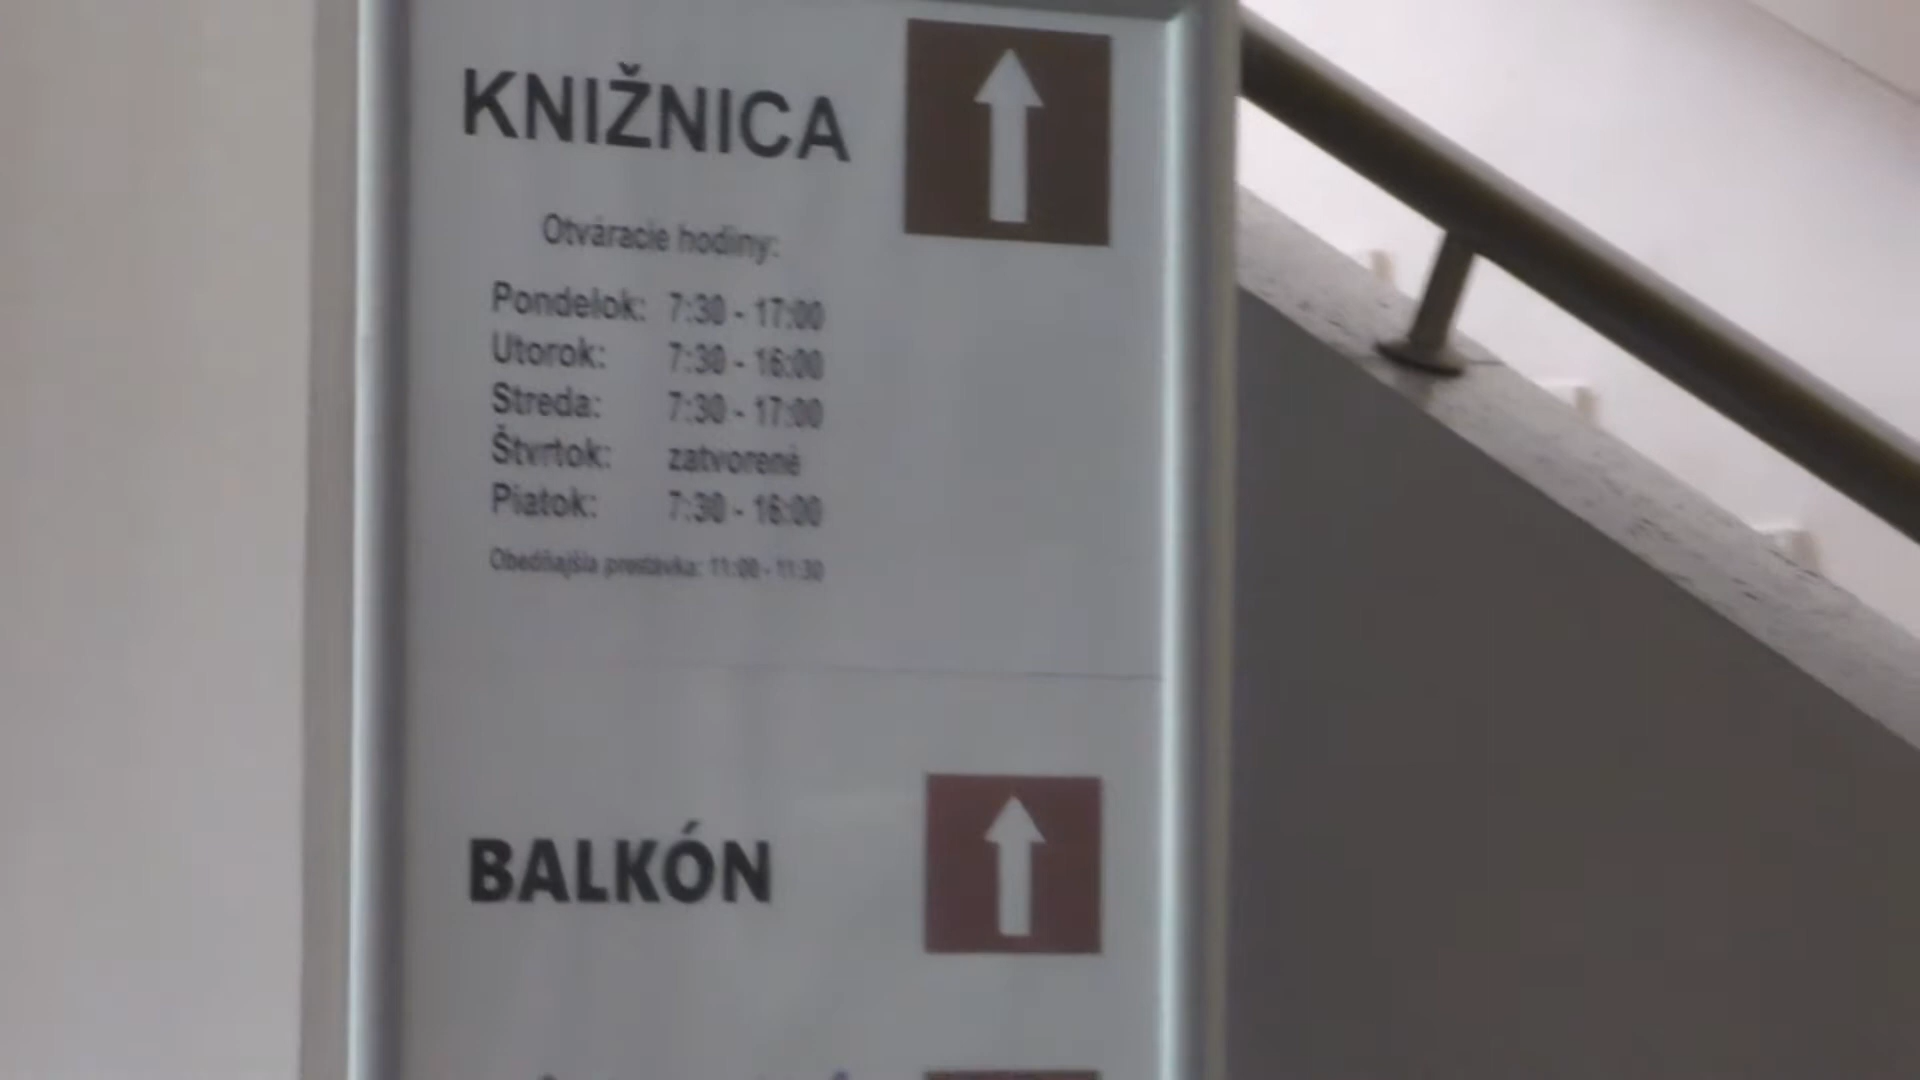 KNIŽNICA
Otváracie hodiny:
Pondelok: 7:30 - 17:00
Utorok: 7:30 - 16:00
Streda: 7:30 - 17:00
Štvrtok: zatvorené
Piatok: 7:30 - 16:00
prestávka: 11:00 - 11:30
BALKÓN